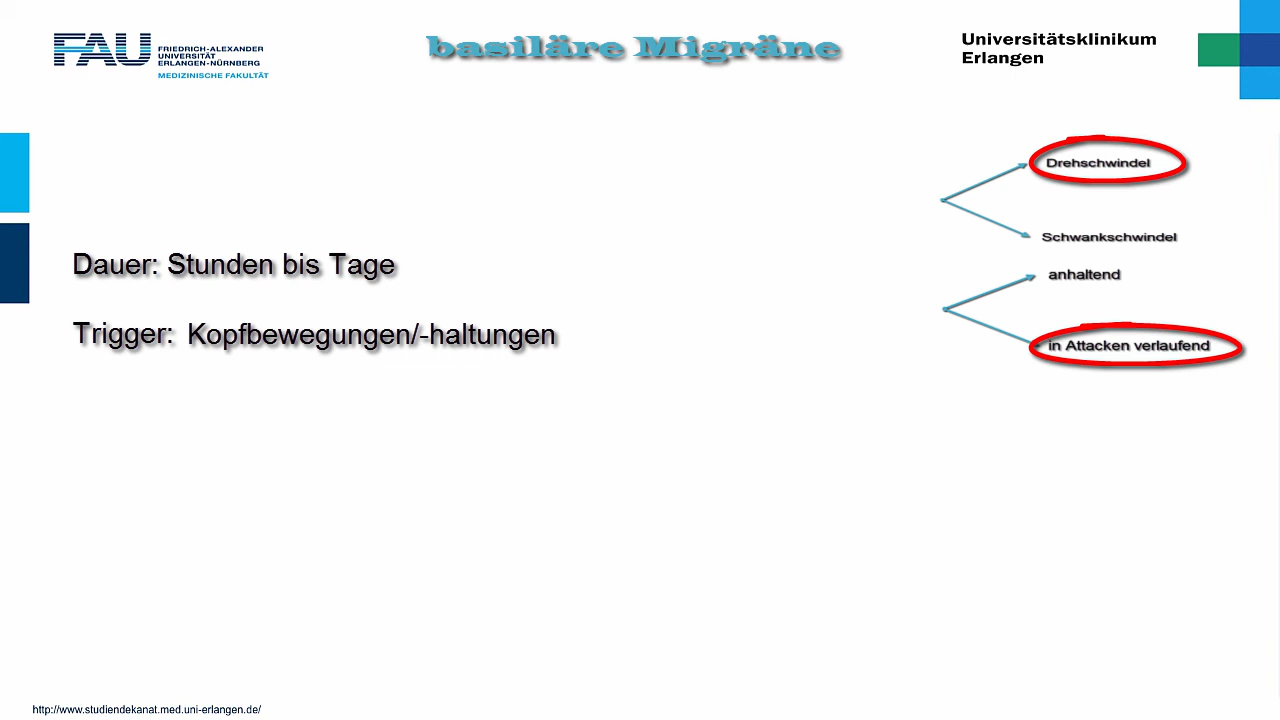 FAU
FRIEDRICH-ALEXANDER
UNIVERSITÄT
ERLANGEN-NÜRNBERG
MEDIZINISCHE FAKULTÄT
basiläre Migräne
Universitätsklinikum
Erlangen
Drehschwindel
Schwankschwindel
anhaltend
in Attacken verlaufend
Dauer: Stunden bis Tage
Trigger: Kopfbewegungen/-haltungen
http://www.studiendekanat.med.uni-erlangen.de/